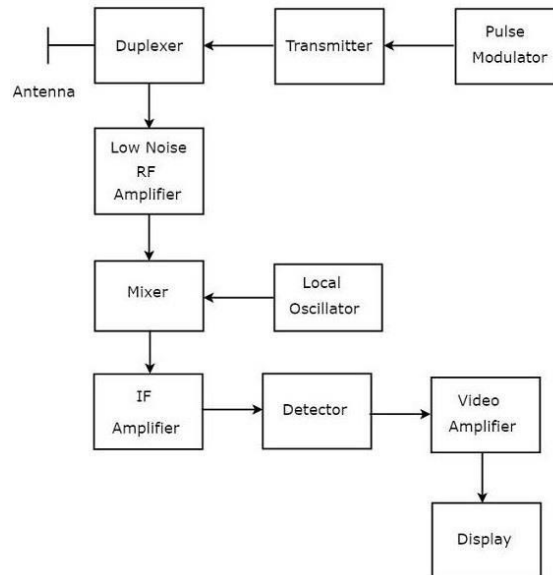 Duplexer
Transmitter
Pulse
Modulator
Antenna
Low Noise
RF
Amplifier
Mixer
Local
Oscillator
IF
Amplifier
Detector
Video
Amplifier
Display